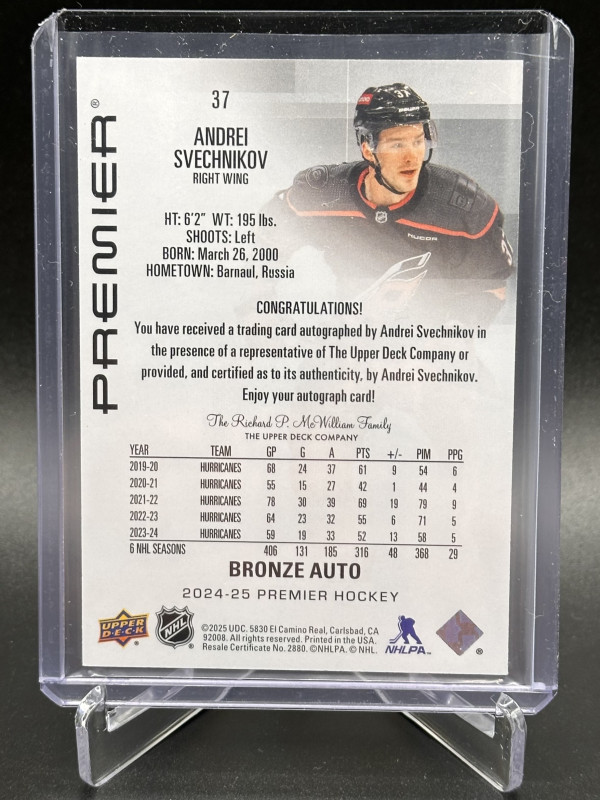 PREMIER®
37
ANDREI
SVECHNIKOV
RIGHT WING
HT: 6'2" WT: 195 lbs.
SHOOTS: Left
BORN: March 26, 2000
HOMETOWN: Barnaul, Russia
37
NUCOR
CONGRATULATIONS!
You have received a trading card autographed by Andrei Svechnikov in
the presence of a representative of The Upper Deck Company or
provided, and certified as to its authenticity, by Andrei Svechnikov.
Enjoy your autograph card!
The Richard P. McWilliam Family
THE UPPER DECK COMPANY
YEAR TEAM GP G A PTS +/- PIM PPG
2019-20 HURRICANES 68 24 37 61 9 54 6
2020-21 HURRICANES 55 15 27 42 1 44 4
2021-22 HURRICANES 78 30 39 69 19 79 9
2022-23 HURRICANES 64 23 32 55 6 71 5
2023-24 HURRICANES 59 19 33 52 13 58 5
6 NHL SEASONS 406 131 185 316 48 368 29
BRONZE AUTO
2024-25 PREMIER HOCKEY
UPPER DECK
NHL
©2025 UDC. 5830 El Camino Real, Carlsbad, CA
92008. All rights reserved. Printed in the USA.
Resale Certificate No. 2880. ©NHLPA. © NHL.
NHLPA
®